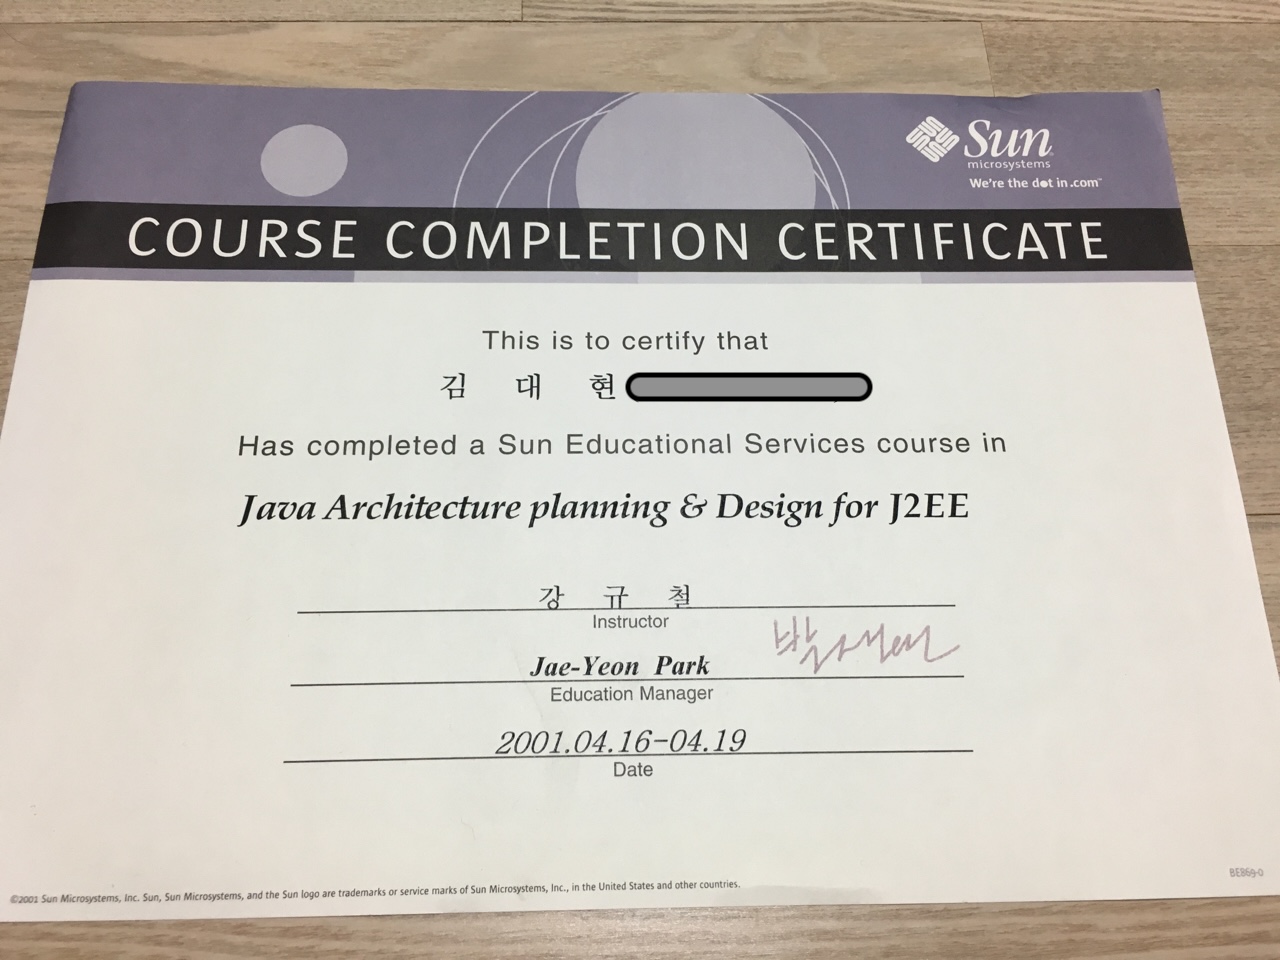 Sun
microsystems
We're the dot in .com™
COURSE COMPLETION CERTIFICATE
This is to certify that
김 대 현
Has completed a Sun Educational Services course in
Java Architecture planning & Design for J2EE
강 규 철
Instructor
Jae-Yeon Park
Education Manager
2001.04.16-04.19
Date
©2001 Sun Microsystems, Inc. Sun, Sun Microsystems, and the Sun logo are trademarks or service marks of Sun Microsystems, Inc., in the United States and other countries.
BE869-0